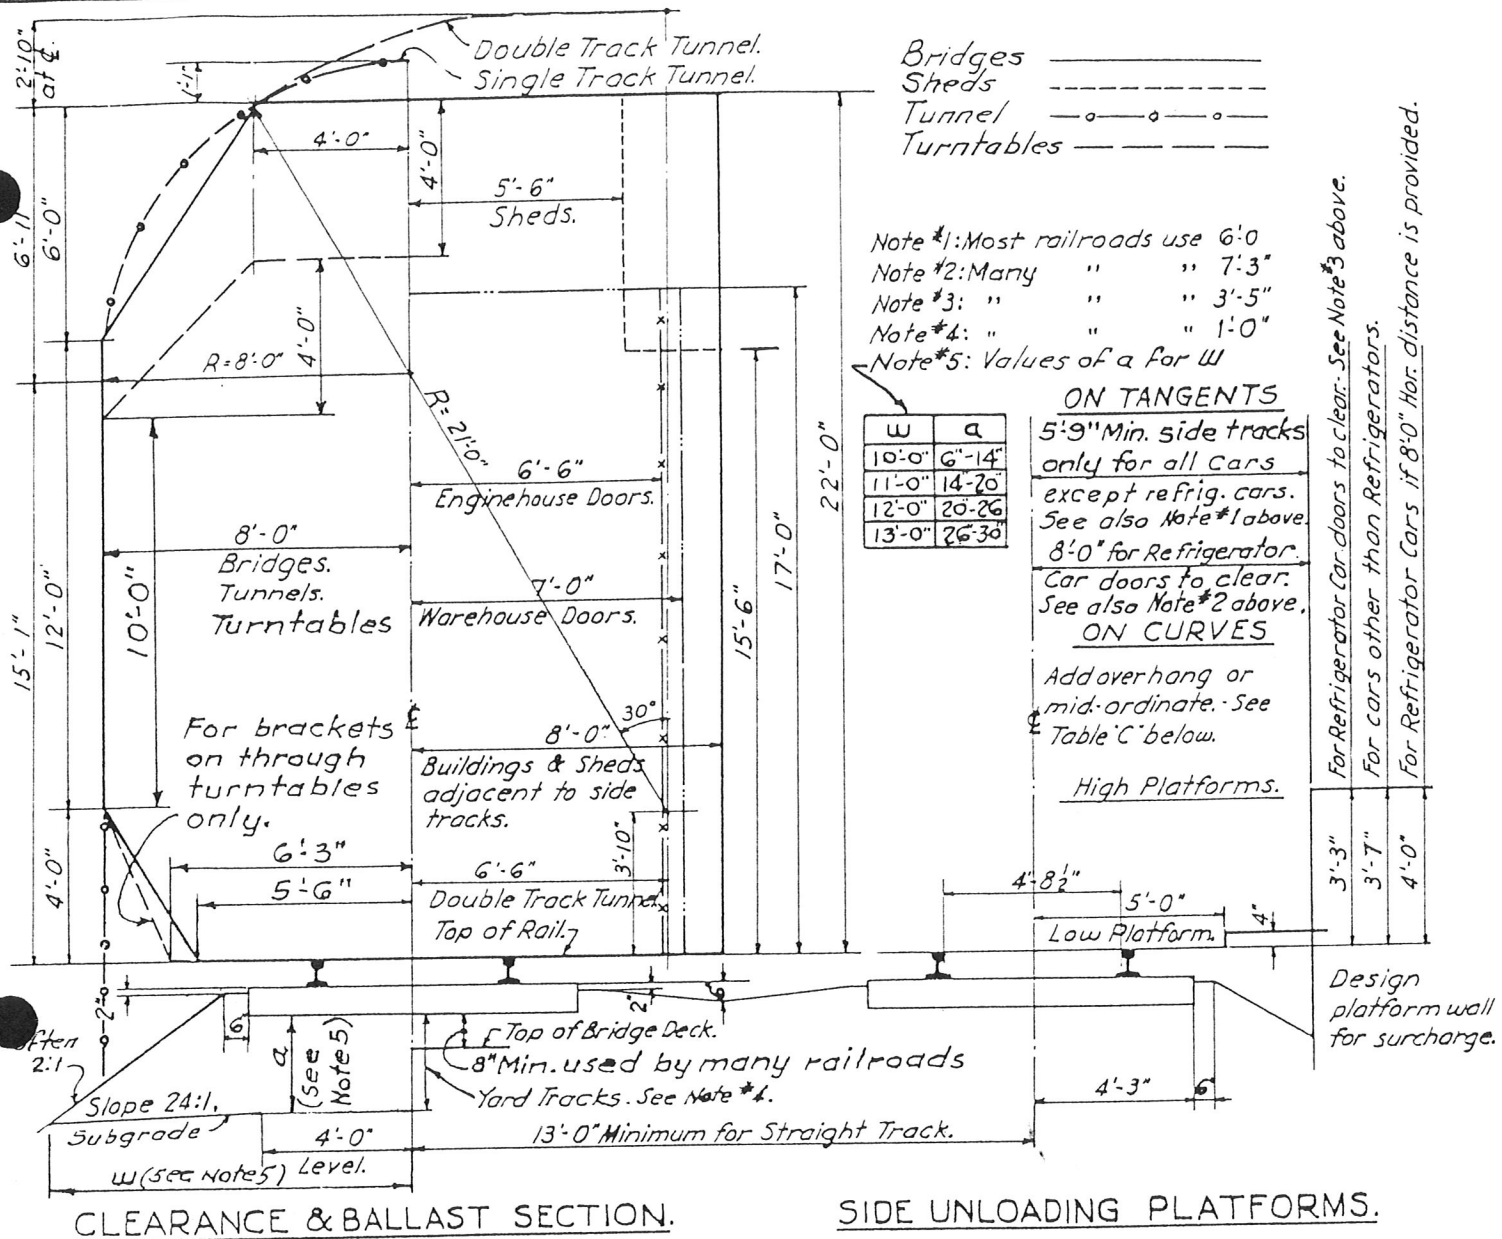 2'-10"
at ℄.
1'-1"
Double Track Tunnel.
Single Track Tunnel.
Bridges
Sheds
Tunnel
Turntables
4'-0"
4'-0"
5'-6"
Sheds.
6'-11"
6'-0"
Note #1: Most railroads use 6'-0
Note #2: Many " " 7'-3"
Note #3: " " " 3'-5"
Note #4: " " " 1'-0"
Note #5: Values of a for W
R=8'-0"
4'-0"
R=21'-0"
W a
10'-0" 6"-14"
11'-0" 14"-20"
12'-0" 20-26
13'-0" 26-30"
ON TANGENTS
5'-9" Min. side tracks
only for all Cars
except refrig. cars.
See also Note #1 above.
8'-0" for Refrigerator
Car doors to clear.
See also Note #2 above.
ON CURVES
Add overhang or
mid-ordinate.-See
Table "C" below.
℄
High Platforms.
For Refrigerator Car doors to clear.- See Note #3 above.
For cars other than Refrigerators.
For Refrigerator Cars if 8'-0" Hor. distance is provided.
6'-6"
Enginehouse Doors.
22'-0"
17'-0"
15'-6"
8'-0"
Bridges.
Tunnels.
Turntables
7'-0"
Warehouse Doors.
15'-1"
12'-0"
10'-0"
For brackets
on through
turntables
only.
℄
30°
8'-0"
Buildings & Sheds
adjacent to side
tracks.
3'-10"
4'-0"
6'-3"
5'-6"
6'-6"
Double Track Tunnel
Top of Rail.
4'-8½"
5'-0"
Low Platform.
4"
3'-3"
3'-7"
4'-0"
Design
platform wall
for surcharge.
2"
6"
2"
6"
Often
2:1
a
(See
Note 5)
Top of Bridge Deck.
8" Min. used by many railroads
Yard Tracks. See Note #4.
4'-3"
6"
Slope 24:1.
Subgrade
4'-0"
Level.
13'-0" Minimum for Straight Track.
W (See Note 5)
CLEARANCE & BALLAST SECTION.
SIDE UNLOADING PLATFORMS.